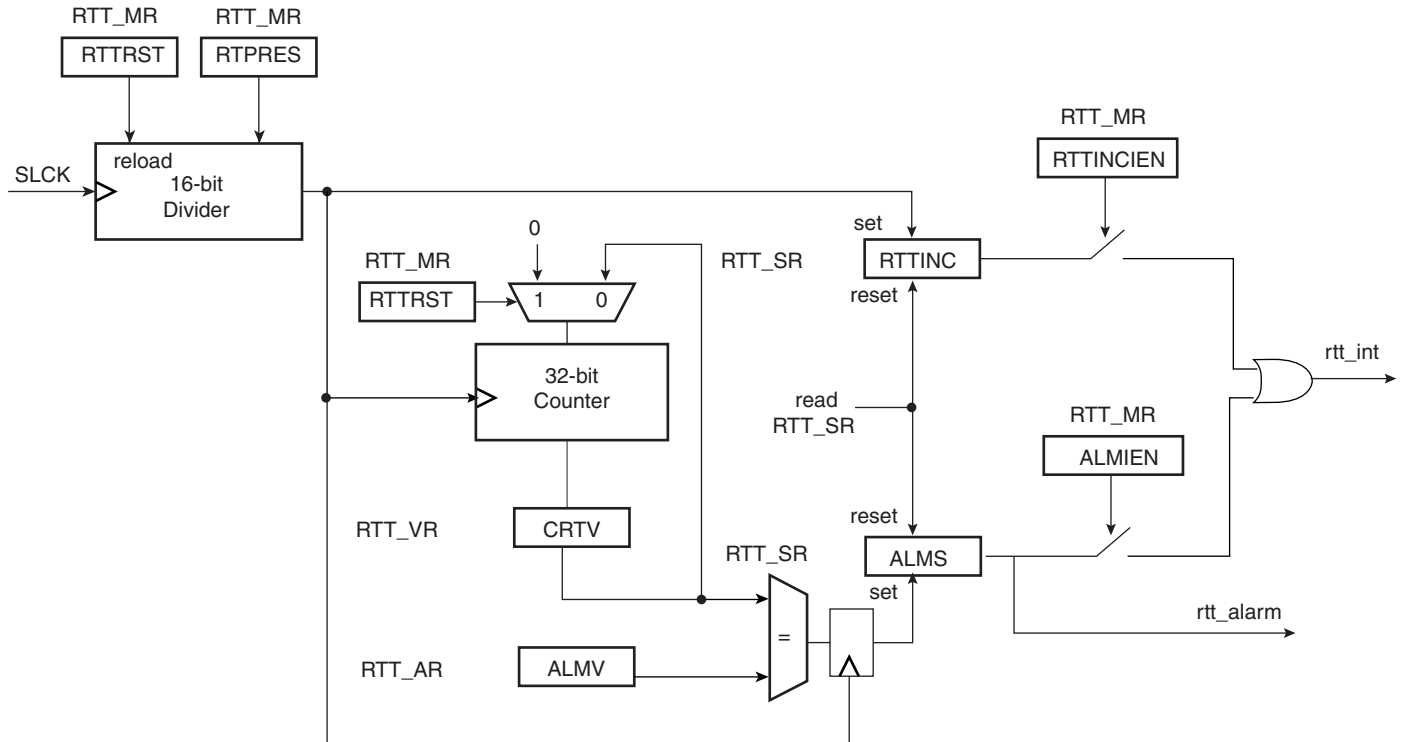 RTT_MR
RTTRST
RTT_MR
RTPRES
reload
16-bit
Divider
SLCK
RTT_MR
RTTINCIEN
set
RTTINC
reset
0
RTT_SR
RTT_MR
RTTRST
1 0
32-bit
Counter
read
RTT_SR
rtt_int
RTT_MR
ALMIEN
RTT_VR
CRTV
RTT_SR
reset
ALMS
set
rtt_alarm
=
RTT_AR
ALMV